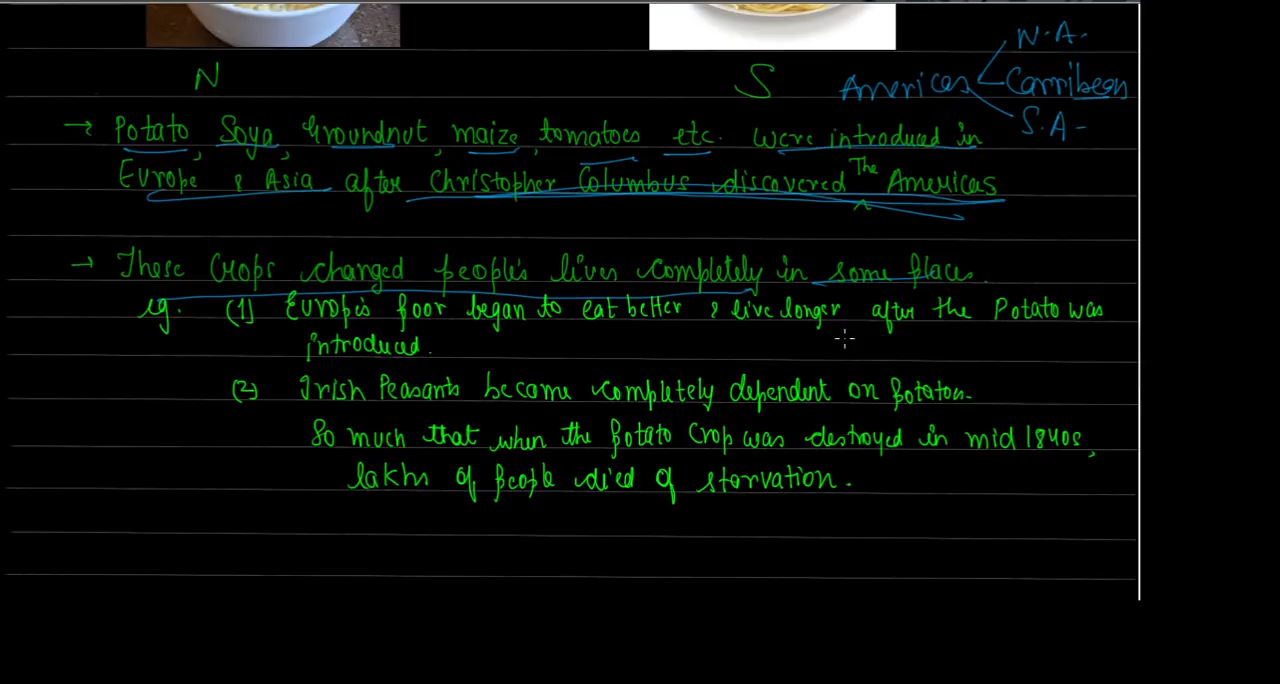 N S
N.A.
Americas Carribean
S.A-
→ Potato, Soya, Groundnut, maize, tomatoes etc. were introduced in
Europe & Asia after Christopher Columbus discovered The Americas
→ These Crops changed people's lives completely in some places.
eg. (1) Europe's poor began to eat better & live longer after the Potato was
introduced.
(2) Irish Peasants became completely dependent on potatoes.
So much that when the potato Crop was destroyed in mid 1840s,
lakhs of people died of starvation.